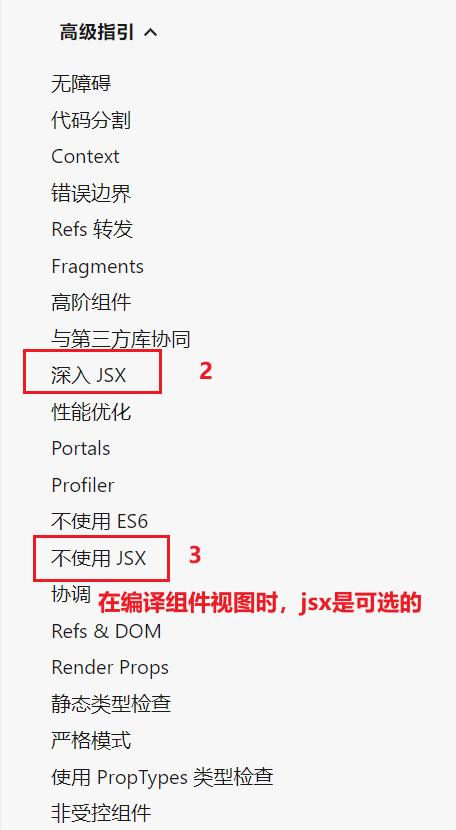 高级指引
无障碍
代码分割
Context
错误边界
Refs 转发
Fragments
高阶组件
与第三方库协同
深入 JSX 2
性能优化
Portals
Profiler
不使用 ES6
不使用 JSX 3
协调
在编译组件视图时，jsx是可选的
Refs & DOM
Render Props
静态类型检查
严格模式
使用 PropTypes 类型检查
非受控组件